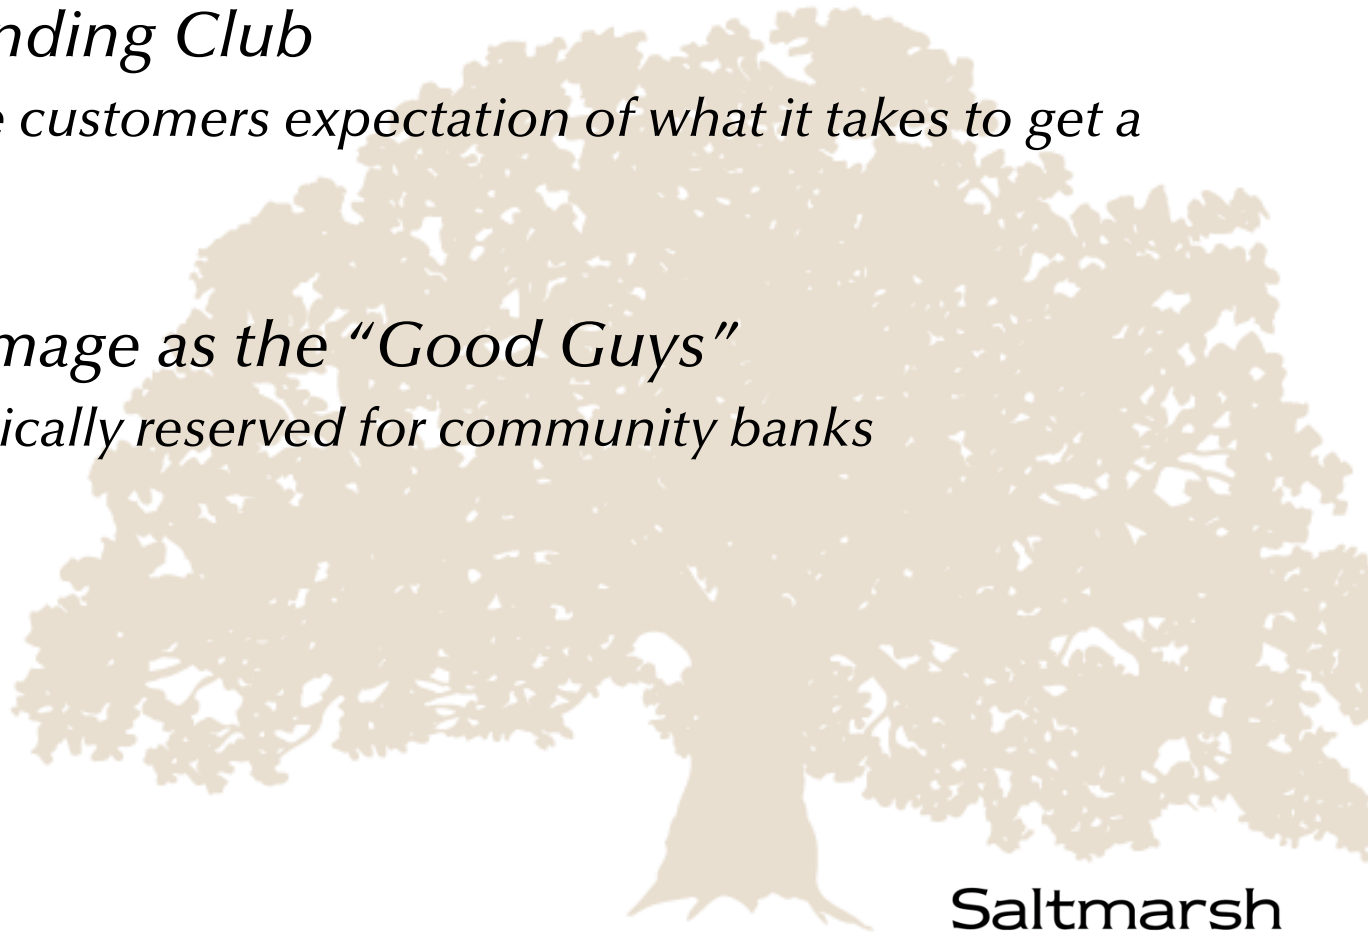 nding Club
e customers expectation of what it takes to get a
mage as the “Good Guys”
ically reserved for community banks
Saltmarsh